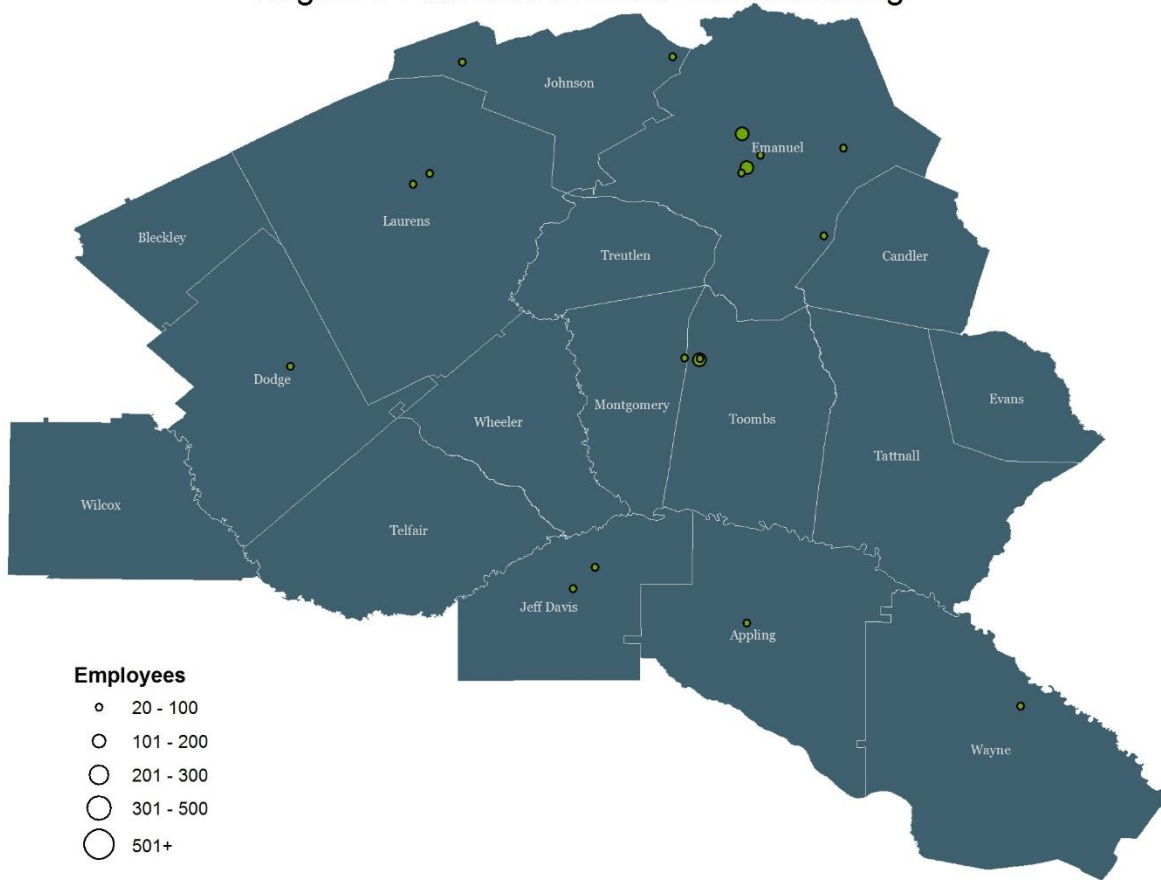 Johnson
Emanuel
Laurens
Bleckley
Treutlen
Candler
Dodge
Evans
Montgomery
Wheeler
Toombs
Tattnall
Wilcox
Telfair
Jeff Davis
Appling
Wayne
Employees
20 - 100
101 - 200
201 - 300
301 - 500
501+